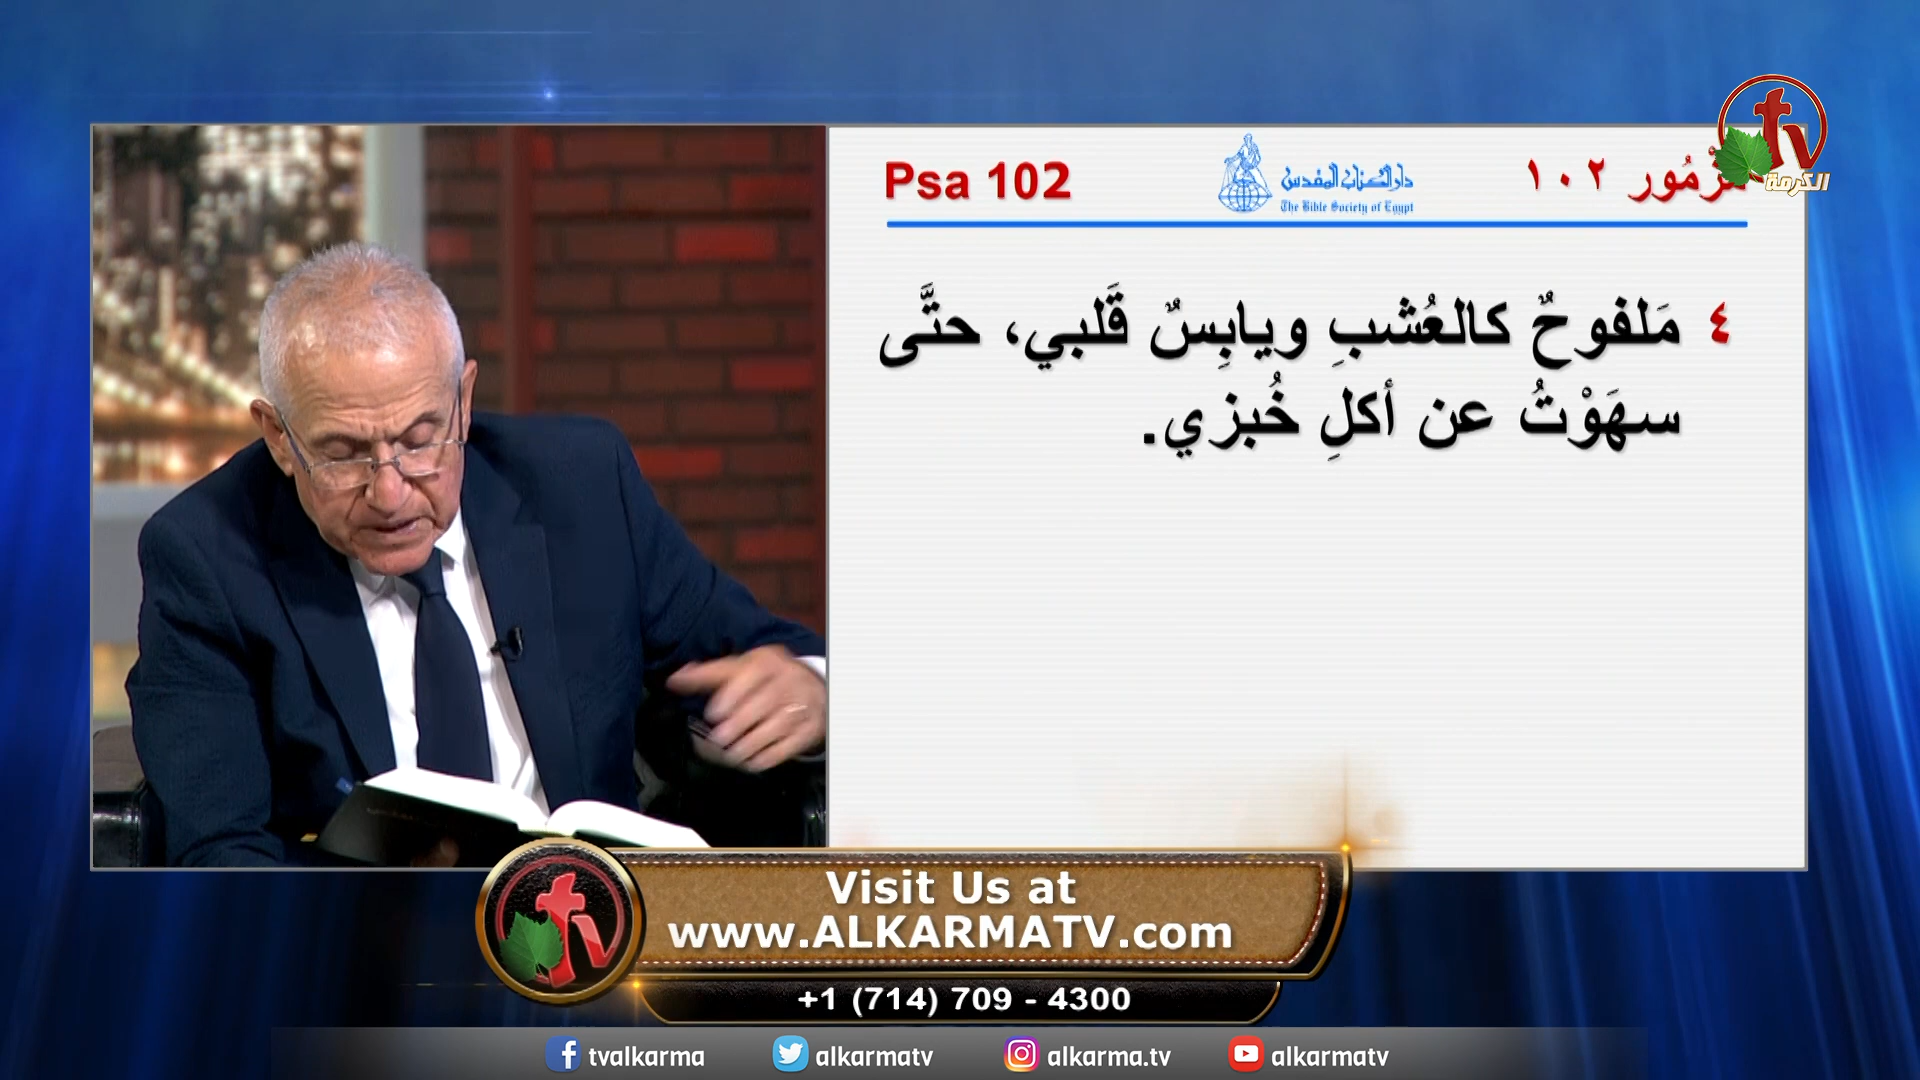 tv
الكرمة
Psa 102
دار الكتاب المقدس
The Bible Society of Egypt
مَزْمُور ١٠٢
٤ مَلفوحٌ كالعُشبِ ويابِسٌ قَلبي، حتَّى
سهَوْتُ عن أكلِ خُبزي.
tv
Visit Us at
www.ALKARMATV.com
+1 (714) 709 - 4300
tvalkarma
alkarmatv
alkarma.tv
alkarmatv